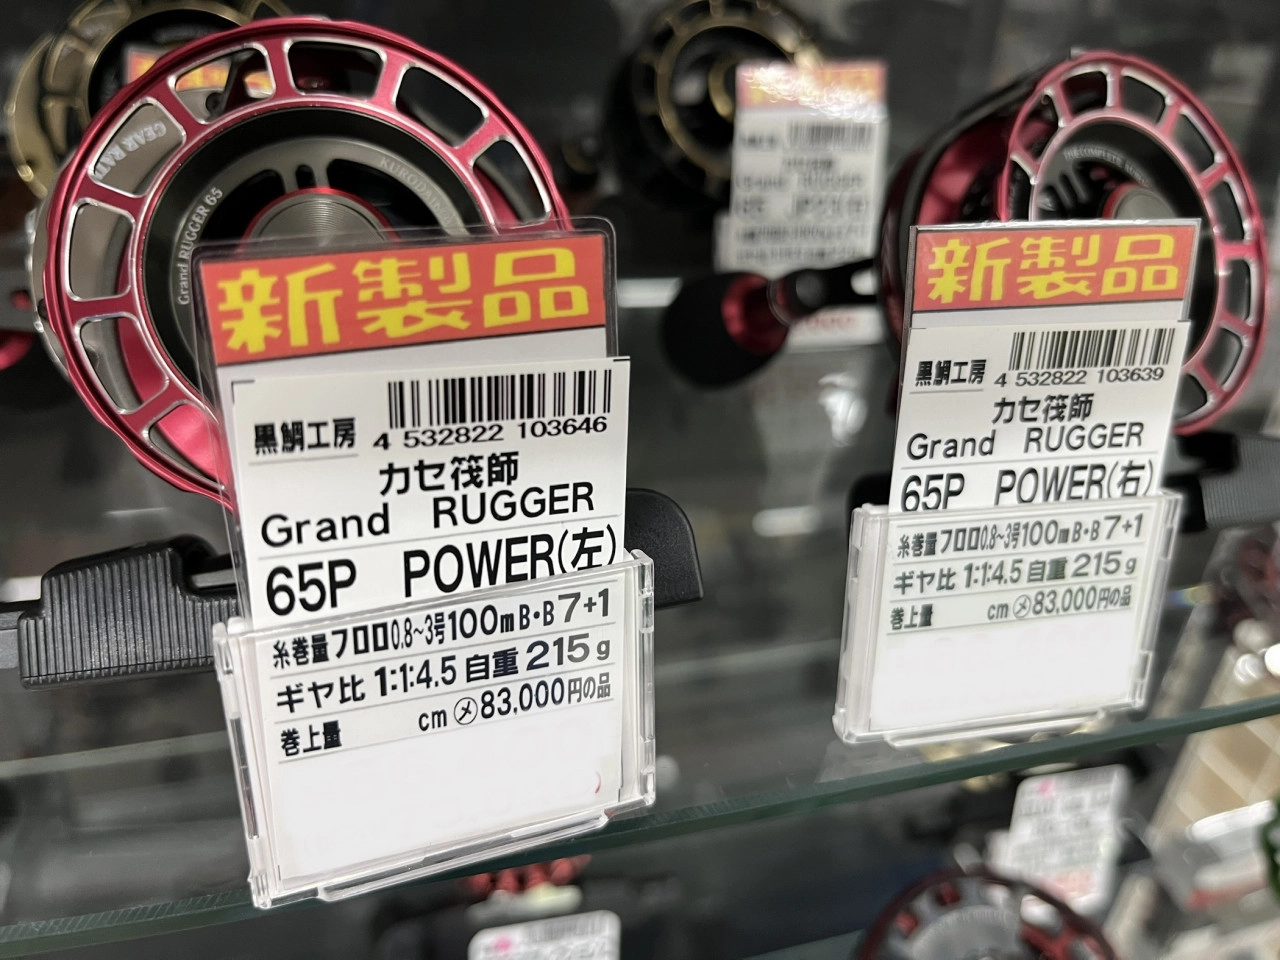 GEAR RA
Grand RUGGER 65
KURODAI
新製品
4 532822 103646
黒鯛工房
カセ筏師
Grand RUGGER
65P POWER(左)
糸巻量 フロロ0.8~3号100m B・B 7+1
ギヤ比 1:1:4.5 自重 215g
巻上量 cm ㋱83,000円の品
新製品
4 532822 103639
黒鯛工房
カセ筏師
Grand RUGGER
65P POWER(右)
糸巻量 フロロ0.8~3号100m B・B 7+1
ギヤ比 1:1:4.5 自重 215g
巻上量 cm ㋱83,000円の品
Grand RUGGER